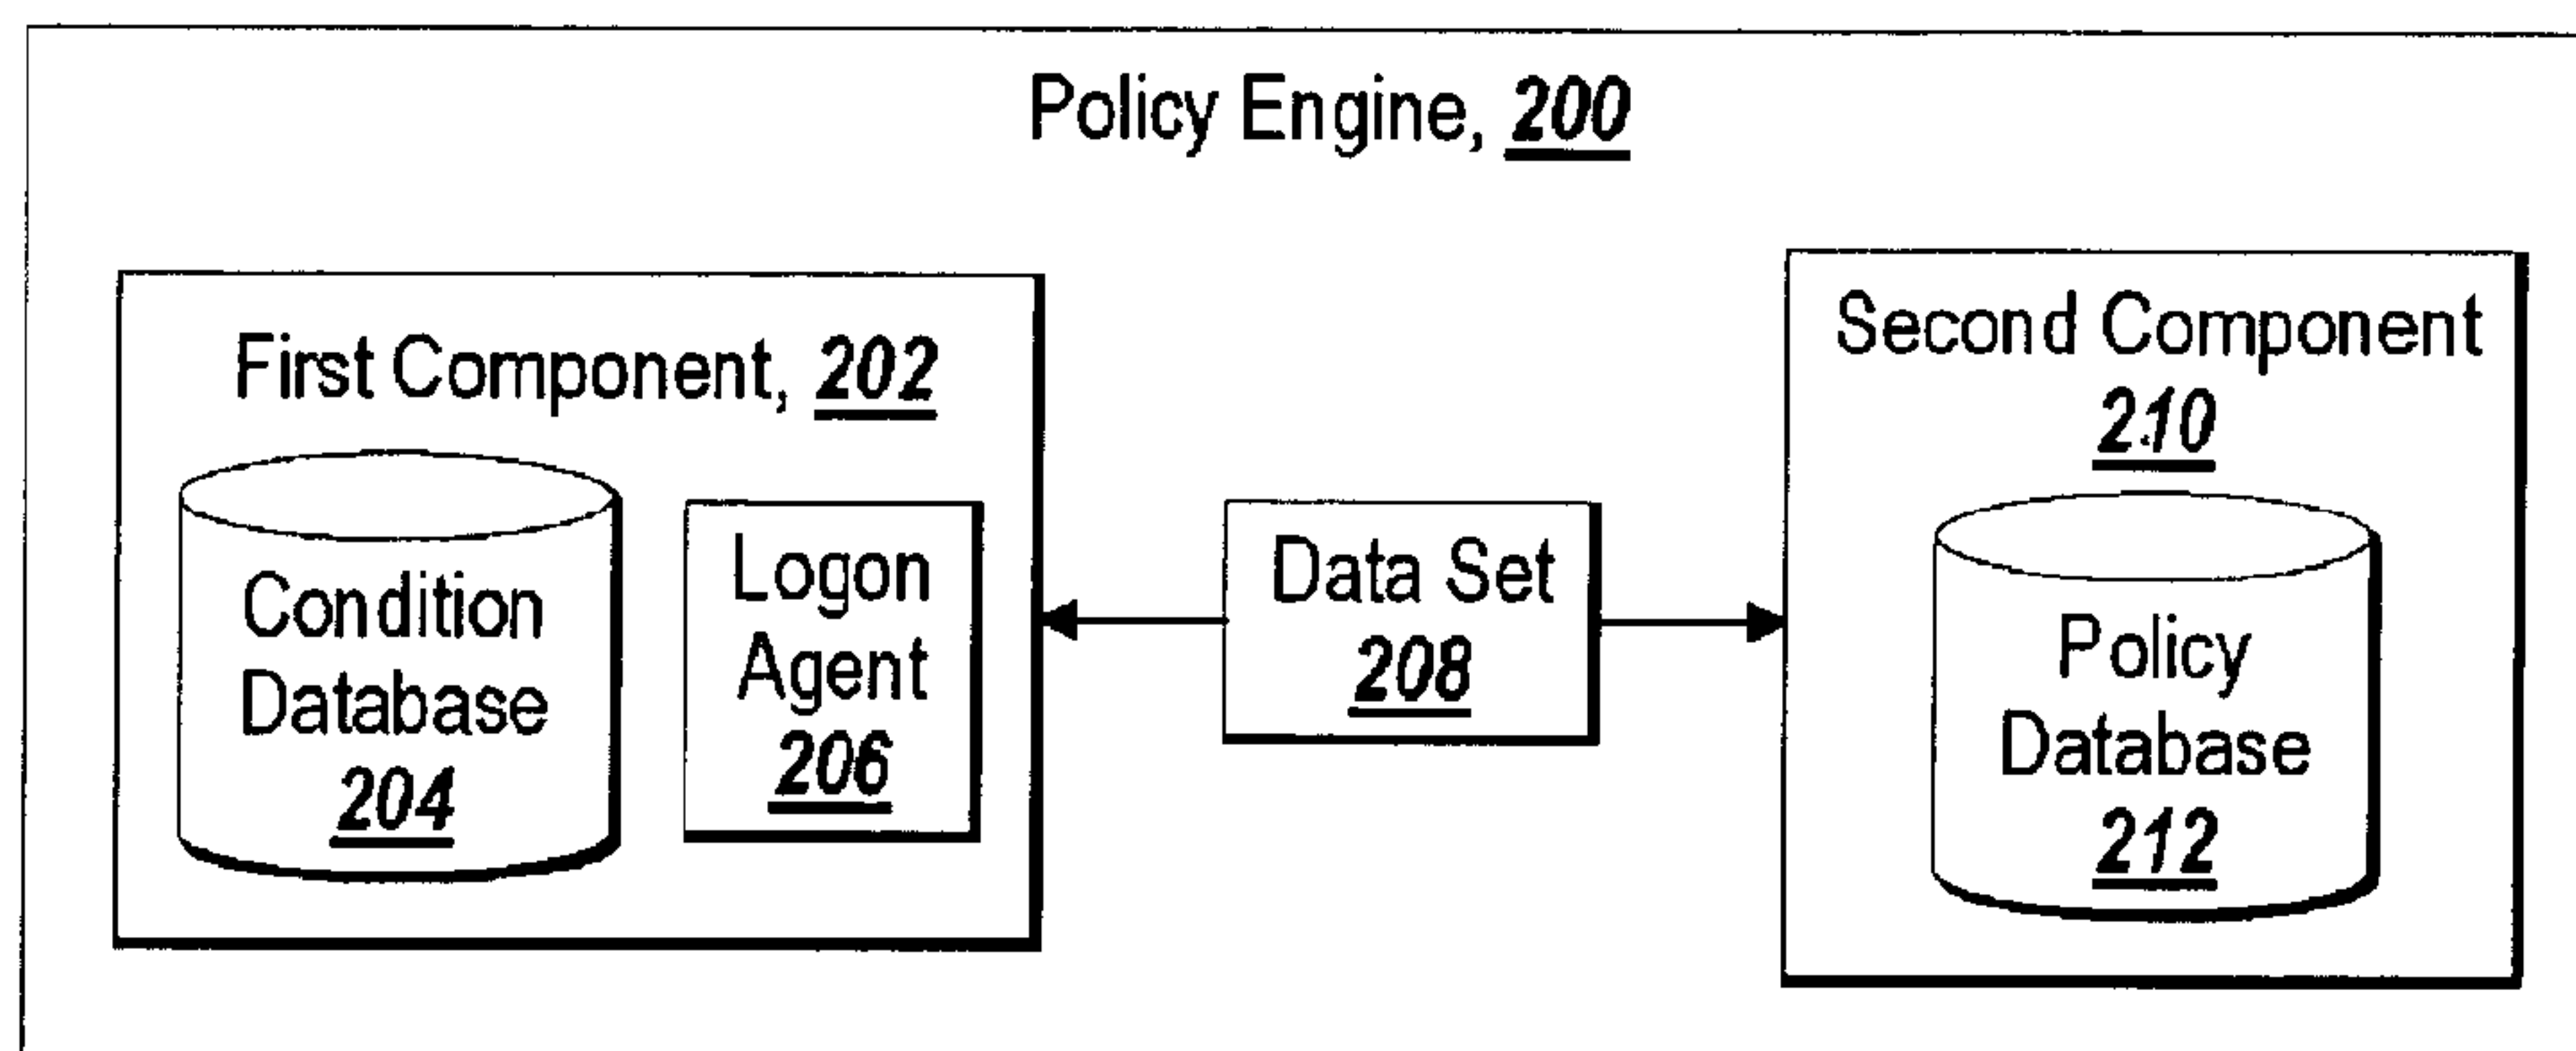 Policy Engine, 200
First Component, 202
Condition
Database
204
Logon
Agent
206
Data Set
208
Second Component
210
Policy
Database
212